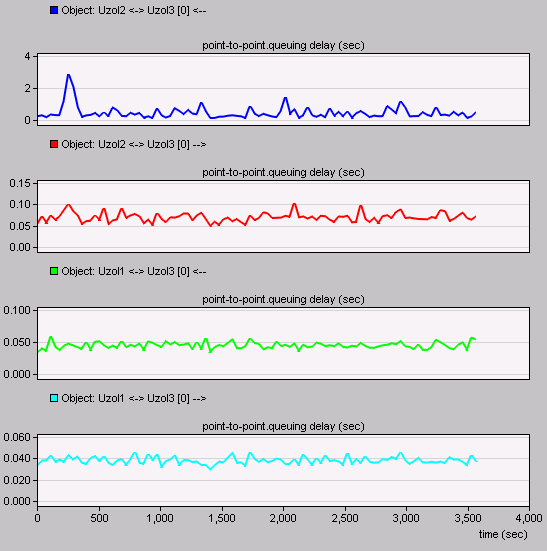 Object: Uzol2 <-> Uzol3 [0] <--
point-to-point.queuing delay (sec)
4
2
0
Object: Uzol2 <-> Uzol3 [0] -->
point-to-point.queuing delay (sec)
0.15
0.10
0.05
0.00
Object: Uzol1 <-> Uzol3 [0] <--
point-to-point.queuing delay (sec)
0.100
0.050
0.000
Object: Uzol1 <-> Uzol3 [0] -->
point-to-point.queuing delay (sec)
0.060
0.040
0.020
0.000
0 500 1,000 1,500 2,000 2,500 3,000 3,500 4,000
time (sec)